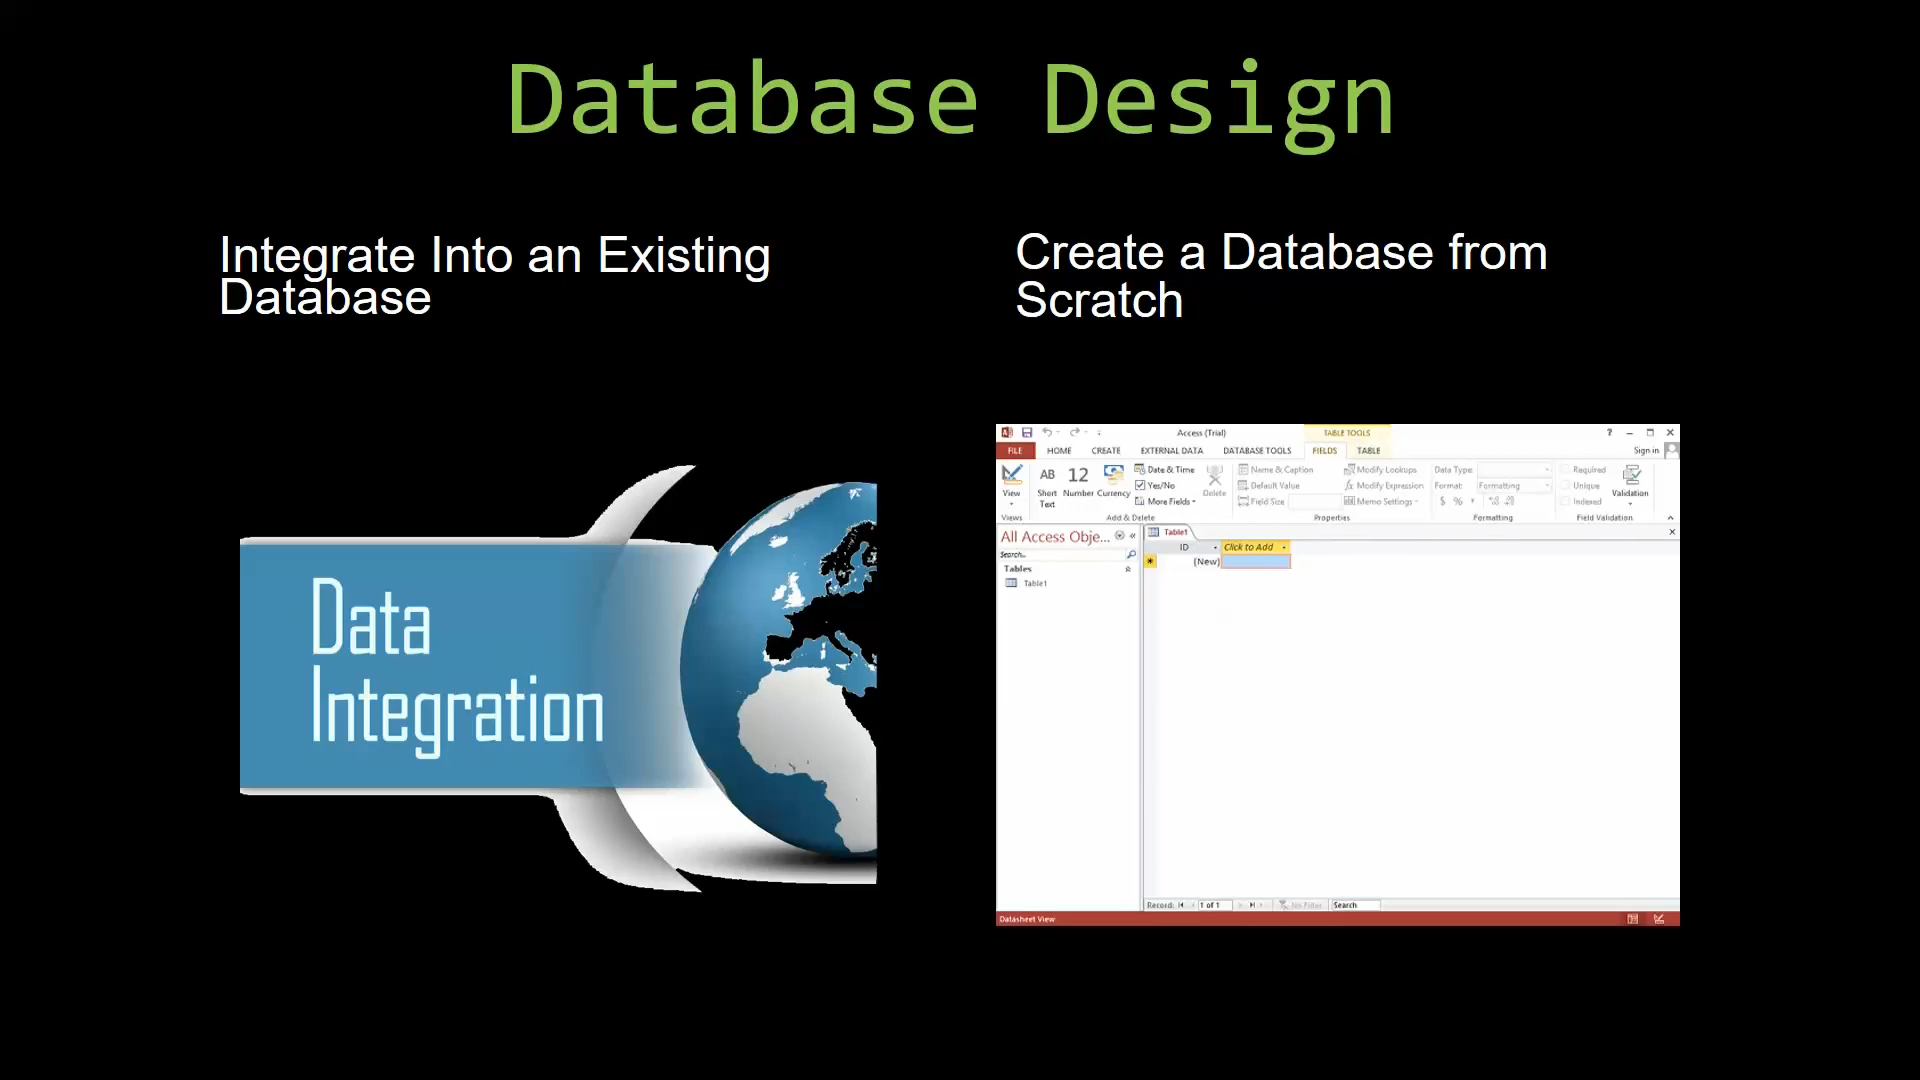 Database Design
Integrate Into an Existing
Database
Create a Database from
Scratch
Data
Integration
Access (Trial)
TABLE TOOLS
?
FILE HOME CREATE EXTERNAL DATA DATABASE TOOLS FIELDS TABLE
Sign in
View
AB
Short
Text
12
Number
Currency
Date & Time
Yes/No
More Fields
Delete
Name & Caption
Default Value
Field Size
Modify Lookups
fx Modify Expression
Memo Settings
Data Type:
Format: Formatting
$ %
Required
Unique
Indexed
Validation
Views
Add & Delete
Properties
Formatting
Field Validation
All Access Obje...
Search...
Tables
Table1
Table1
ID
Click to Add
(New)
Record: 1 of 1 No Filter Search
Datasheet View